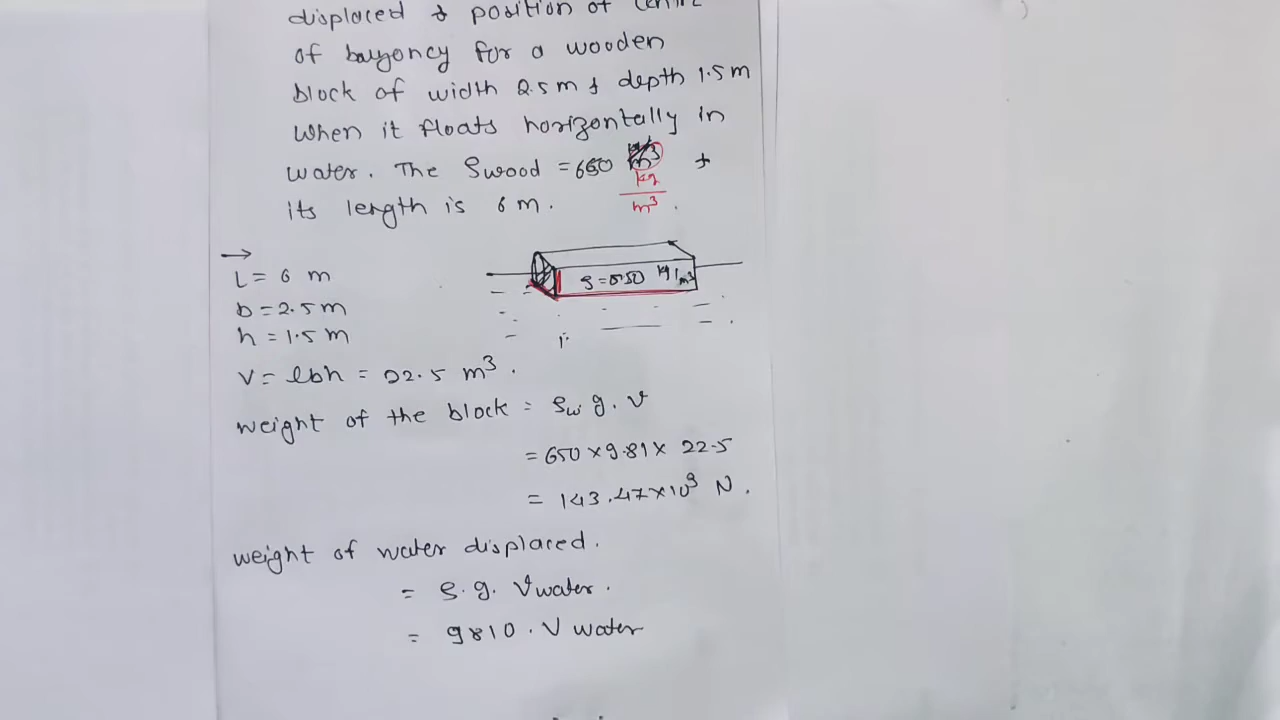 displaced & position of centre
of bauyoncy for a wooden
block of width 2.5 m & depth 1.5 m
When it floats horizontally in
water. The ρwood = 650 kg/m³ &
its length is 6 m.
L = 6 m
b = 2.5 m
h = 1.5 m
ρ = 650 kg/m³
V = lbh = 22.5 m³.
weight of the block = ρw g. V
= 650 × 9.81 × 22.5
= 143.47 × 10³ N.
weight of water displaced.
= ρ. g. Vwater.
= 9810. V water